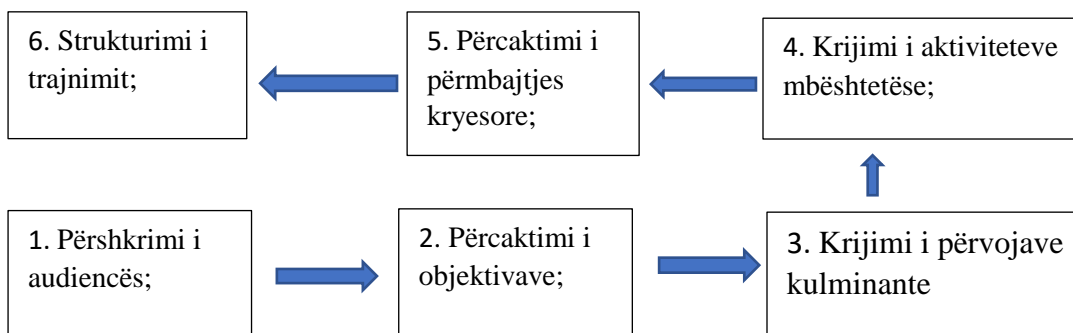 6. Strukturimi i
trajnimit;
5. Përcaktimi i
përmbajtjes
kryesore;
4. Krijimi i aktiviteteve
mbështetëse;
1. Përshkrimi i
audiencës;
2. Përcaktimi i
objektivave;
3. Krijimi i përvojave
kulminante